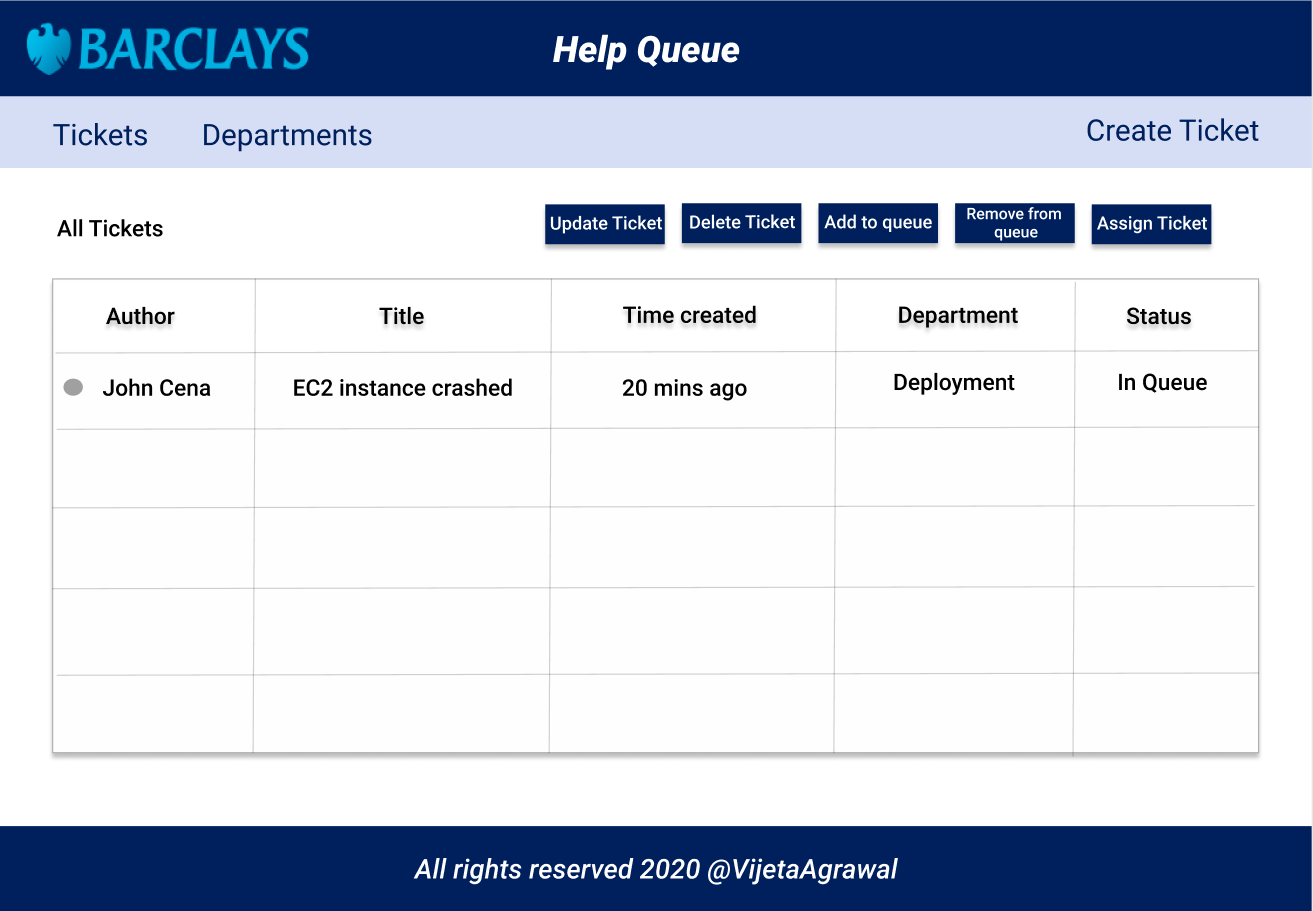 BARCLAYS
Help Queue
Tickets
Departments
Create Ticket
All Tickets
Update Ticket
Delete Ticket
Add to queue
Remove from
queue
Assign Ticket
Author
Title
Time created
Department
Status
John Cena
EC2 instance crashed
20 mins ago
Deployment
In Queue
All rights reserved 2020 @VijetaAgrawal